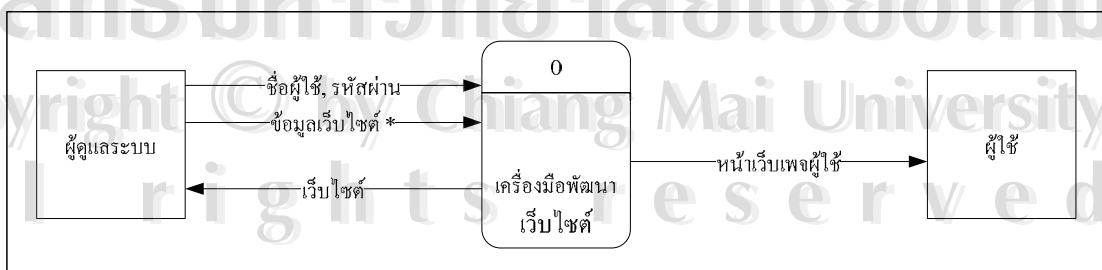 0
ชื่อผู้ใช้, รหัสผ่าน
ข้อมูลเว็บไซต์ *
ผู้ดูแลระบบ
เว็บไซต์
เครื่องมือพัฒนา
เว็บไซต์
หน้าเว็บเพจผู้ใช้
ผู้ใช้
yright © by Chiang Mai University
l rights reserved